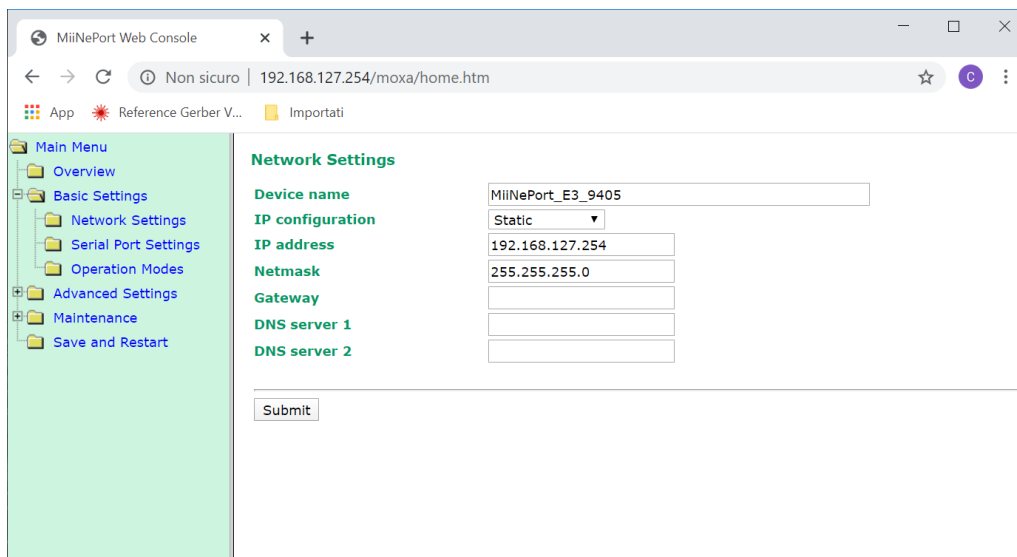 MiiNePort Web Console
Non sicuro | 192.168.127.254/moxa/home.htm
C
App Reference Gerber V... Importati
Main Menu
Overview
Basic Settings
Network Settings
Serial Port Settings
Operation Modes
Advanced Settings
Maintenance
Save and Restart
Network Settings
Device name MiiNePort_E3_9405
IP configuration Static
IP address 192.168.127.254
Netmask 255.255.255.0
Gateway
DNS server 1
DNS server 2
Submit